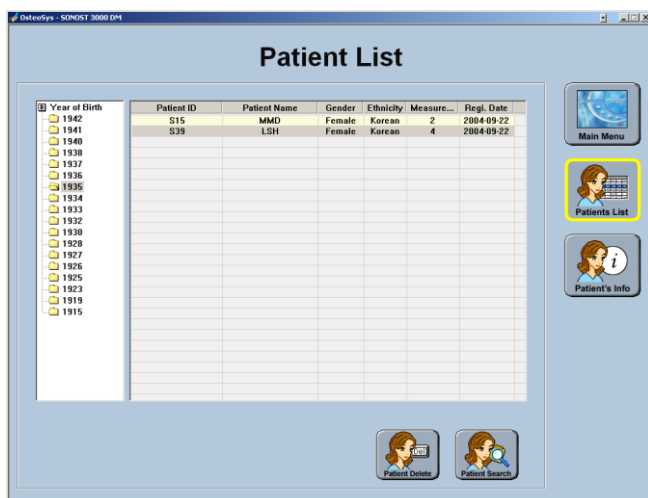 OsteoSys - SONOST 3000 DM
Patient List
Year of Birth
1942
1941
1940
1938
1937
1936
1935
1934
1933
1932
1930
1928
1927
1926
1925
1923
1919
1915
Patient ID Patient Name Gender Ethnicity Measure... Regi. Date
S15 MMD Female Korean 2 2004-09-22
S39 LSH Female Korean 4 2004-09-22
Main Menu
Patients List
i
Patient's Info
Del
Patient Delete
Patient Search